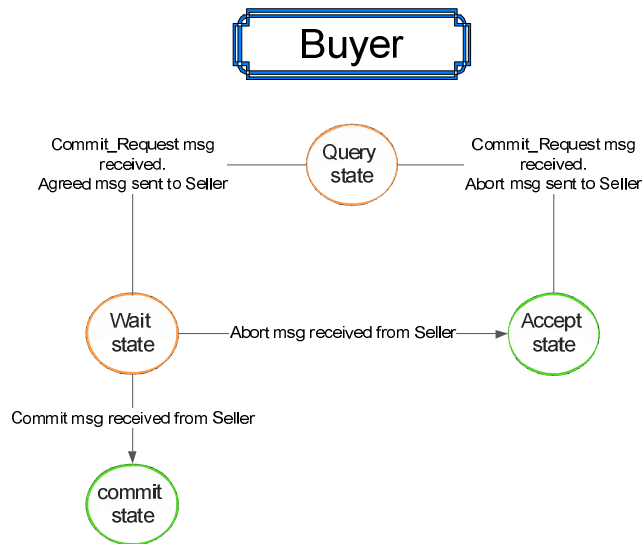 Buyer
Commit_Request msg
received.
Agreed msg sent to Seller
Query
state
Commit_Request msg
received.
Abort msg sent to Seller
Wait
state
Abort msg received from Seller
Accept
state
Commit msg received from Seller
commit
state